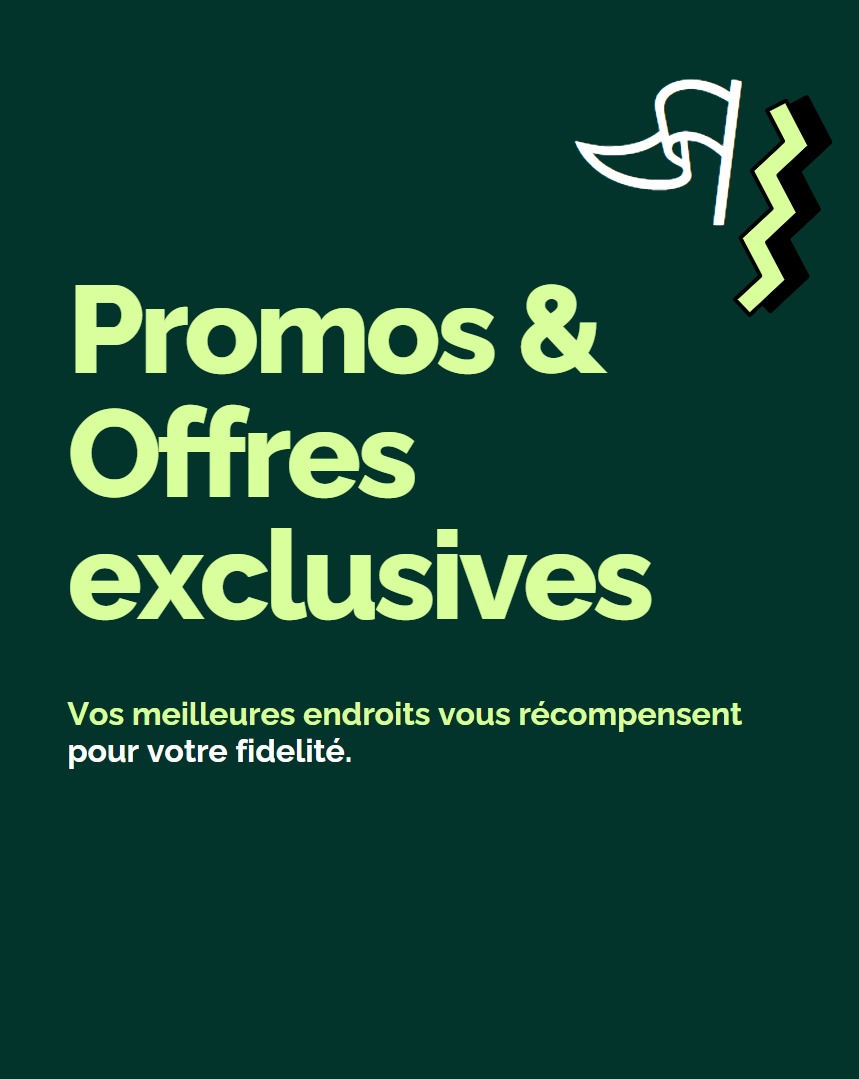 Promos &
Offres
exclusives
Vos meilleures endroits vous récompensent
pour votre fidelité.